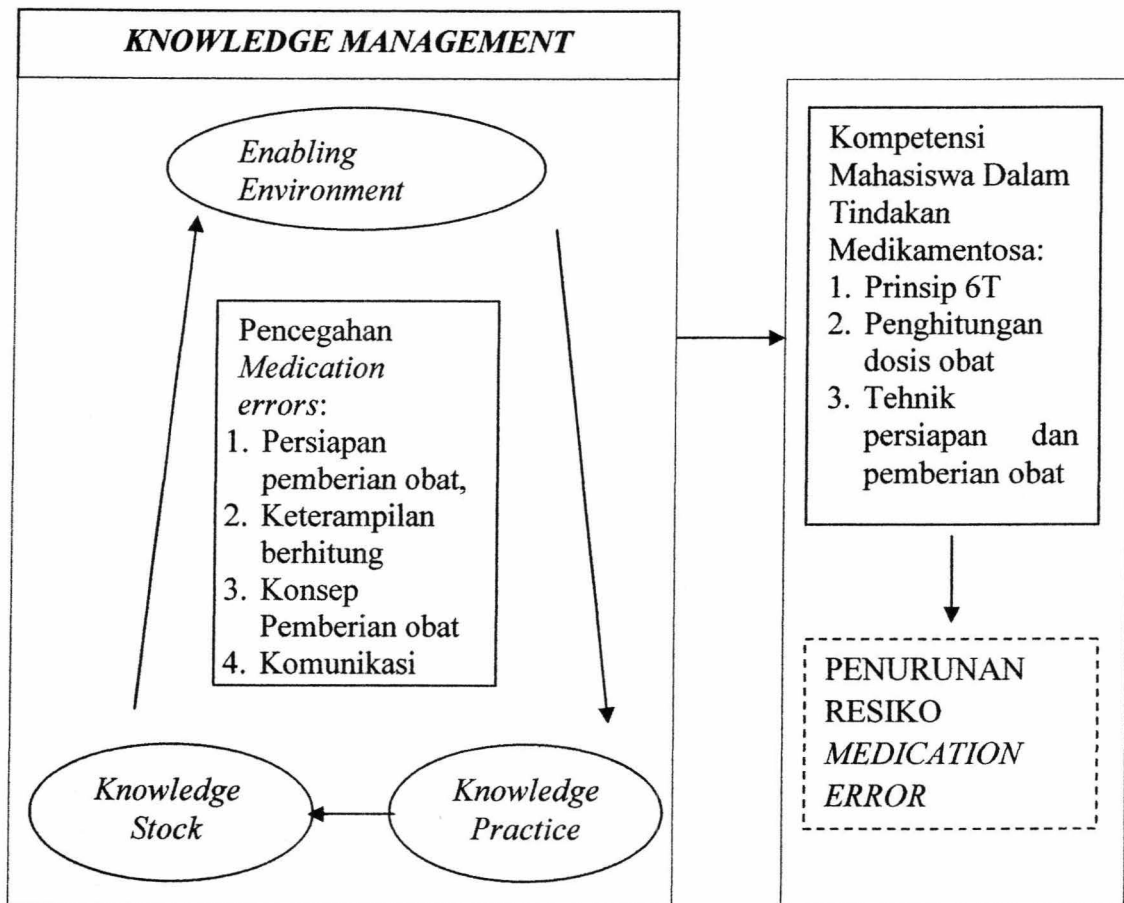 KNOWLEDGE MANAGEMENT
Enabling
Environment
Pencegahan
Medication
errors:
1. Persiapan
pemberian obat,
2. Keterampilan
berhitung
3. Konsep
Pemberian obat
4. Komunikasi
Knowledge
Stock
Knowledge
Practice
Kompetensi
Mahasiswa Dalam
Tindakan
Medikamentosa:
1. Prinsip 6T
2. Penghitungan
dosis obat
3. Tehnik
persiapan dan
pemberian obat
PENURUNAN
RESIKO
MEDICATION
ERROR